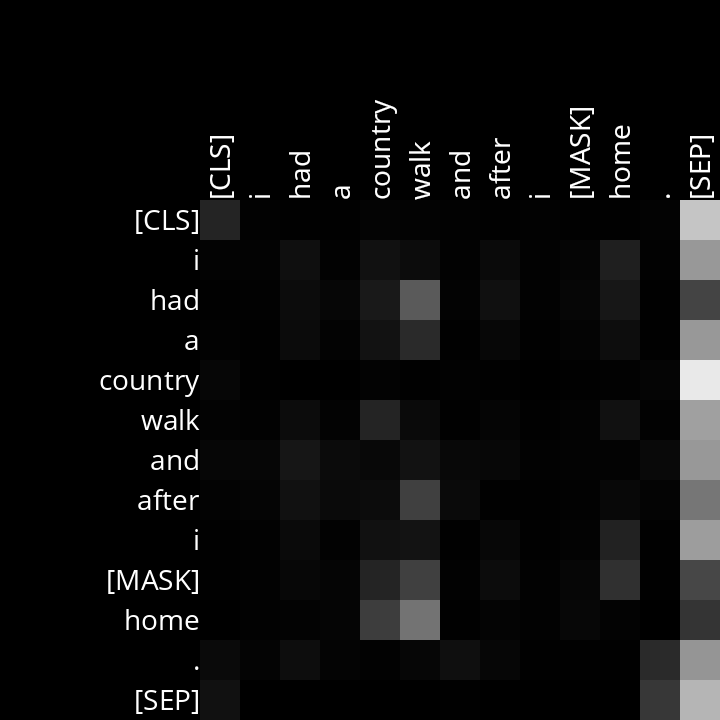 [CLS] i had a country walk and after i [MASK] home . [SEP]
[CLS]
i
had
a
country
walk
and
after
i
[MASK]
home
.
[SEP]